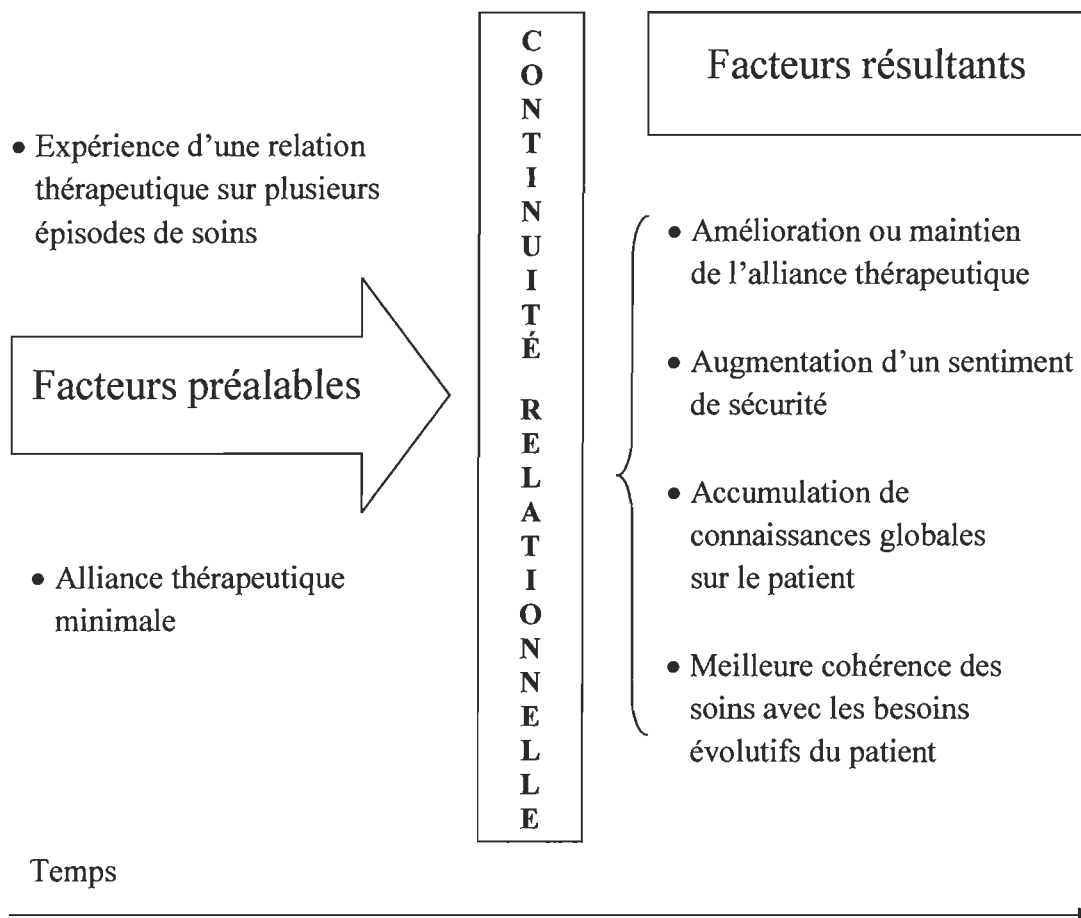 • Expérience d'une relation
thérapeutique sur plusieurs
épisodes de soins
Facteurs préalables
• Alliance thérapeutique
minimale
CONTINUITÉ RELATIONNELLE
Facteurs résultants
• Amélioration ou maintien
de l'alliance thérapeutique
• Augmentation d'un sentiment
de sécurité
• Accumulation de
connaissances globales
sur le patient
• Meilleure cohérence des
soins avec les besoins
évolutifs du patient
Temps